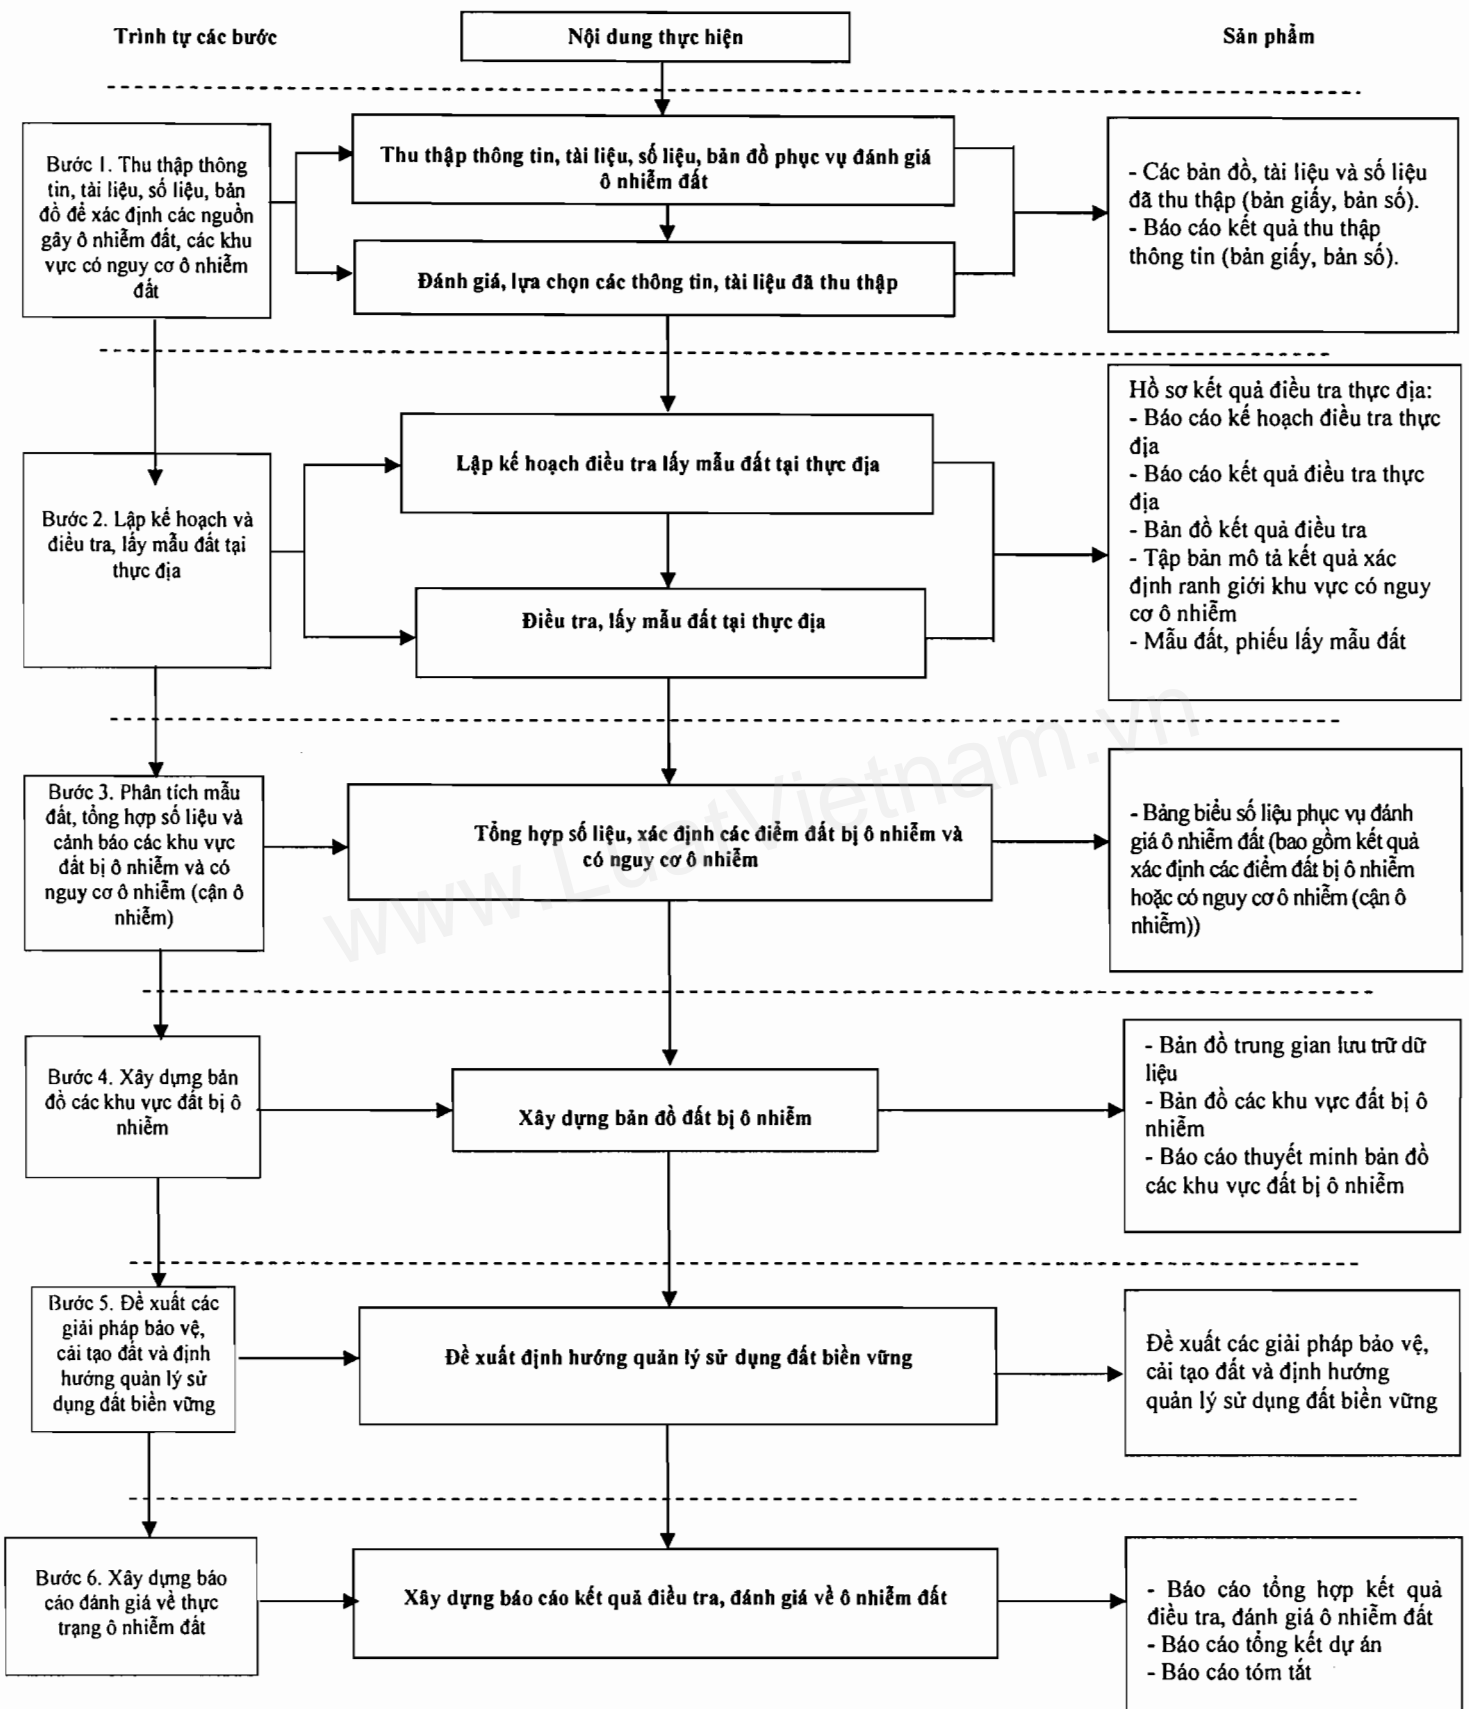 Trình tự các bước
Nội dung thực hiện
Sản phẩm
Bước 1. Thu thập thông
tin, tài liệu, số liệu, bản
đồ để xác định các nguồn
gây ô nhiễm đất, các khu
vực có nguy cơ ô nhiễm
đất
Thu thập thông tin, tài liệu, số liệu, bản đồ phục vụ đánh giá
ô nhiễm đất
Đánh giá, lựa chọn các thông tin, tài liệu đã thu thập
- Các bản đồ, tài liệu và số liệu
đã thu thập (bản giấy, bản số).
- Báo cáo kết quả thu thập
thông tin (bản giấy, bản số).
Bước 2. Lập kế hoạch và
điều tra, lấy mẫu đất tại
thực địa
Lập kế hoạch điều tra lấy mẫu đất tại thực địa
Điều tra, lấy mẫu đất tại thực địa
Hồ sơ kết quả điều tra thực địa:
- Báo cáo kế hoạch điều tra thực
địa
- Báo cáo kết quả điều tra thực
địa
- Bản đồ kết quả điều tra
- Tập bản mô tả kết quả xác
định ranh giới khu vực có nguy
cơ ô nhiễm
- Mẫu đất, phiếu lấy mẫu đất
Bước 3. Phân tích mẫu
đất, tổng hợp số liệu và
cảnh báo các khu vực
đất bị ô nhiễm và có
nguy cơ ô nhiễm (cận ô
nhiễm)
Tổng hợp số liệu, xác định các điểm đất bị ô nhiễm và
có nguy cơ ô nhiễm
- Bảng biểu số liệu phục vụ đánh
giá ô nhiễm đất (bao gồm kết quả
xác định các điểm đất bị ô nhiễm
hoặc có nguy cơ ô nhiễm (cận ô
nhiễm))
www.LuatVietnam.vn
Bước 4. Xây dựng bản
đồ các khu vực đất bị ô
nhiễm
Xây dựng bản đồ đất bị ô nhiễm
- Bản đồ trung gian lưu trữ dữ
liệu
- Bản đồ các khu vực đất bị ô
nhiễm
- Báo cáo thuyết minh bản đồ
các khu vực đất bị ô nhiễm
Bước 5. Đề xuất các
giải pháp bảo vệ,
cải tạo đất và định
hướng quản lý sử
dụng đất biền vững
Đề xuất định hướng quản lý sử dụng đất biền vững
Đề xuất các giải pháp bảo vệ,
cải tạo đất và định hướng
quản lý sử dụng đất biền vững
Bước 6. Xây dựng báo
cáo đánh giá về thực
trạng ô nhiễm đất
Xây dựng báo cáo kết quả điều tra, đánh giá về ô nhiễm đất
- Báo cáo tổng hợp kết quả
điều tra, đánh giá ô nhiễm đất
- Báo cáo tổng kết dự án
- Báo cáo tóm tắt